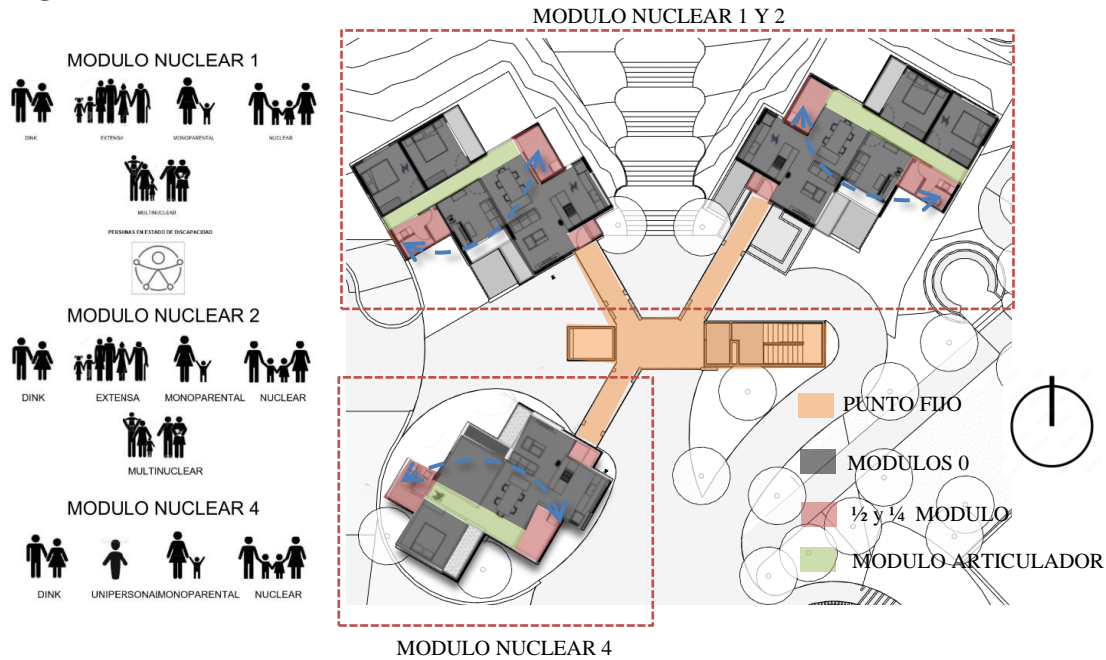 MODULO NUCLEAR 1 Y 2
MODULO NUCLEAR 1
DINK EXTENSA MONOPARENTAL NUCLEAR
MULTINUCLEAR
PERSONAS EN ESTADO DE DISCAPACIDAD
MODULO NUCLEAR 2
DINK EXTENSA MONOPARENTAL NUCLEAR
MULTINUCLEAR
MODULO NUCLEAR 4
DINK UNIPERSONAL MONOPARENTAL NUCLEAR
PUNTO FIJO
MODULOS 0
½ y ¼ MODULO
MODULO ARTICULADOR
MODULO NUCLEAR 4